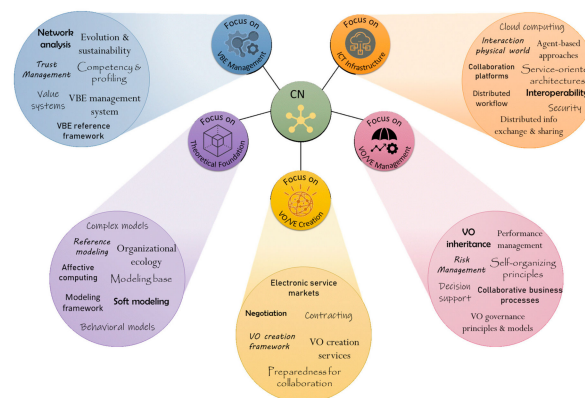 Focus on
VBE Management
Network
analysis
Evolution &
sustainability
Trust Management
Competency &
profiling
Value
systems
VBE management
system
VBE reference
framework
Focus on
ICT Infrastructure
Cloud computing
Interaction
physical world
Agent-based
approaches
Collaboration
platforms
Service-oriente
architectures
Distributed
workflow
Interoperability
Security
Distributed info
exchange & sharing
CN
Focus on
Theoretical Foundation
Complex models
Reference
modeling
Organizational
ecology
Affective
computing
Modeling base
Modeling
framework
Soft modeling
Behavioral models
Focus on
VO/VE Creation
Electronic service
markets
Negotiation
Contracting
VO creation
framework
VO creation
services
Preparedness for
collaboration
Focus on
VO/VE Management
VO
inheritance
Performance
management
Risk
Management
Self-organizing
principles
Decision
support
Collaborative business
processes
VO governance
principles & models